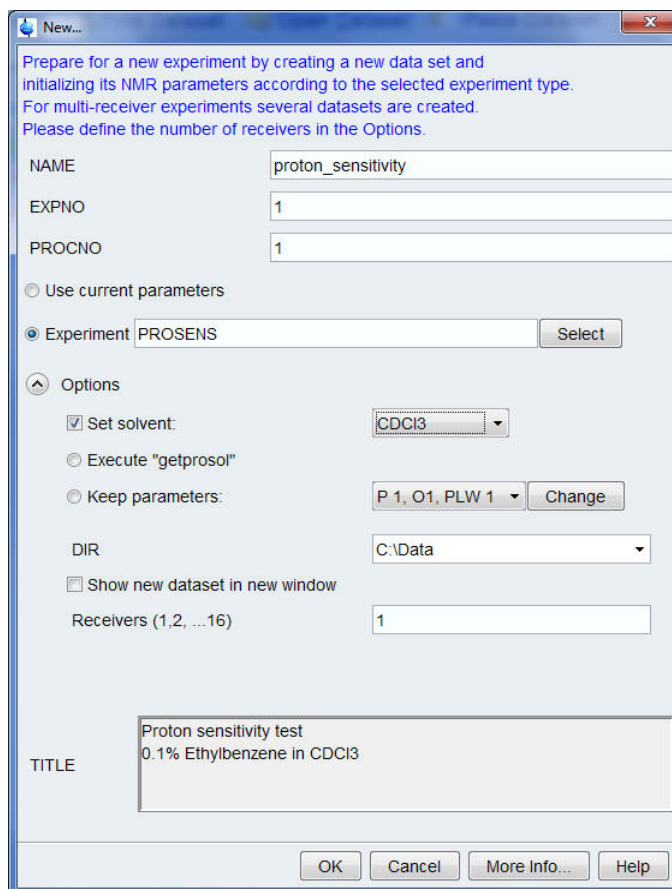 New...
Prepare for a new experiment by creating a new data set and
initializing its NMR parameters according to the selected experiment type.
For multi-receiver experiments several datasets are created.
Please define the number of receivers in the Options.
NAME proton_sensitivity
EXPNO 1
PROCNO 1
Use current parameters
Experiment PROSENS Select
Options
Set solvent: CDCl3
Execute "getprosol"
Keep parameters: P 1, O1, PLW 1 Change
DIR C:\Data
Show new dataset in new window
Receivers (1,2, ...16) 1
TITLE
Proton sensitivity test
0.1% Ethylbenzene in CDCl3
OK Cancel More Info... Help